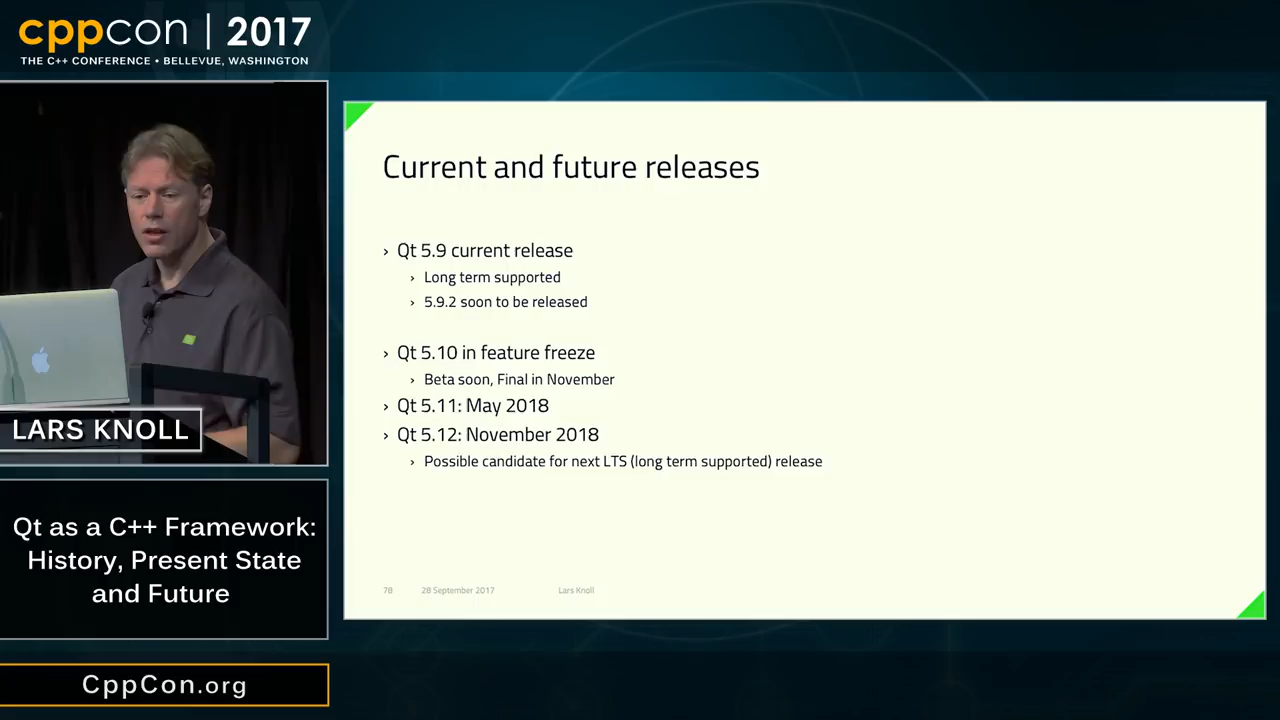 cppcon | 2017
THE C++ CONFERENCE • BELLEVUE, WASHINGTON
LARS KNOLL
Qt as a C++ Framework:
History, Present State
and Future
CppCon.org
Current and future releases
› Qt 5.9 current release
› Long term supported
› 5.9.2 soon to be released
› Qt 5.10 in feature freeze
› Beta soon, Final in November
› Qt 5.11: May 2018
› Qt 5.12: November 2018
› Possible candidate for next LTS (long term supported) release
78 28 September 2017 Lars Knoll